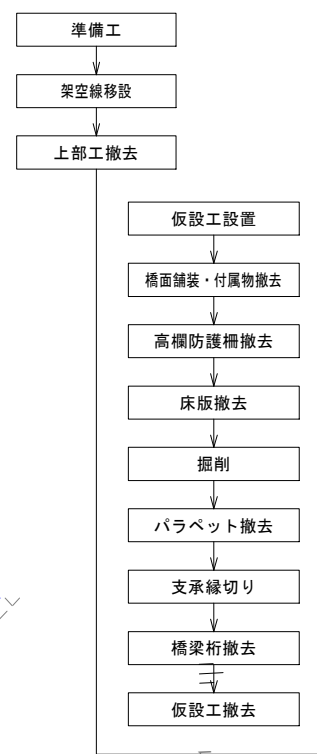 準備工
架空線移設
上部工撤去
仮設工設置
橋面舗装・付属物撤去
高欄防護柵撤去
床版撤去
掘削
パラペット撤去
支承縁切り
橋梁桁撤去
仮設工撤去